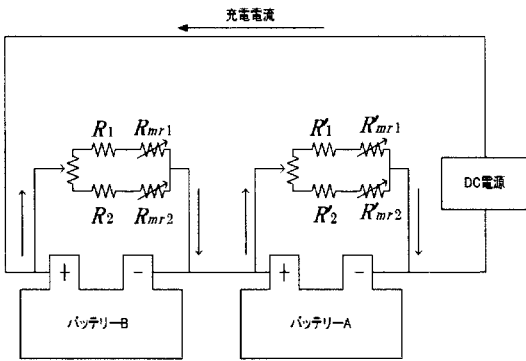 充電電流
R1 Rmr1
R2 Rmr2
R'1 R'mr1
R'2 R'mr2
DC電源
+ −
バッテリーB
+ −
バッテリーA